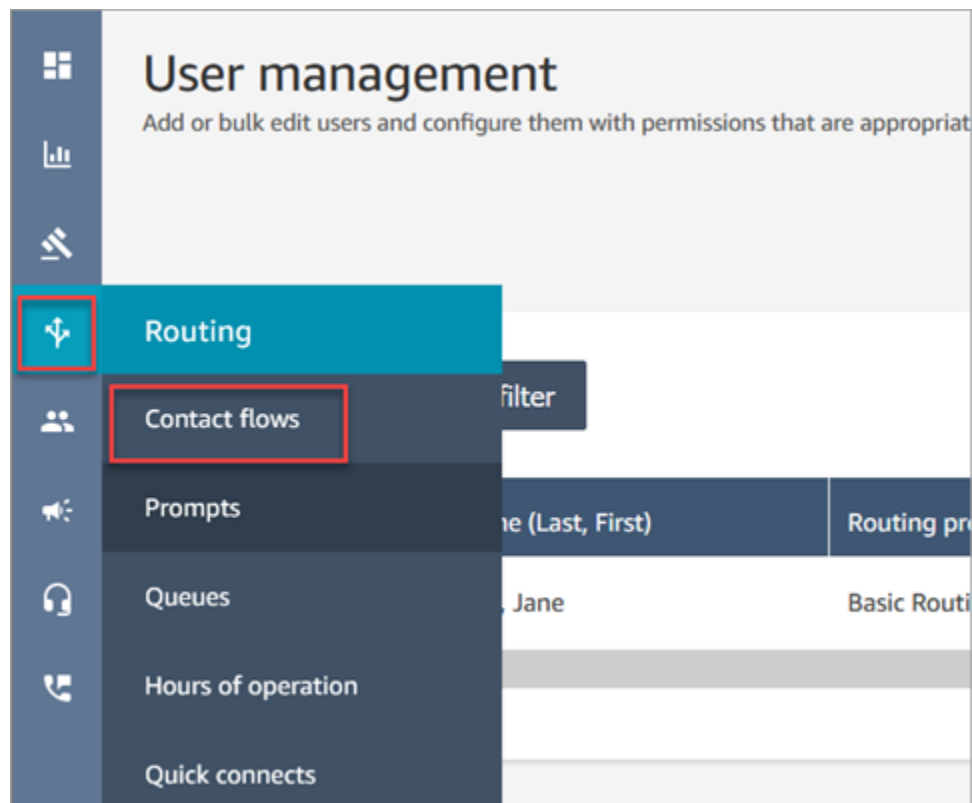 User management
Add or bulk edit users and configure them with permissions that are appropriat
Routing
Contact flows
filter
Prompts
ne (Last, First)
Routing pr
Queues
, Jane
Basic Routi
Hours of operation
Quick connects